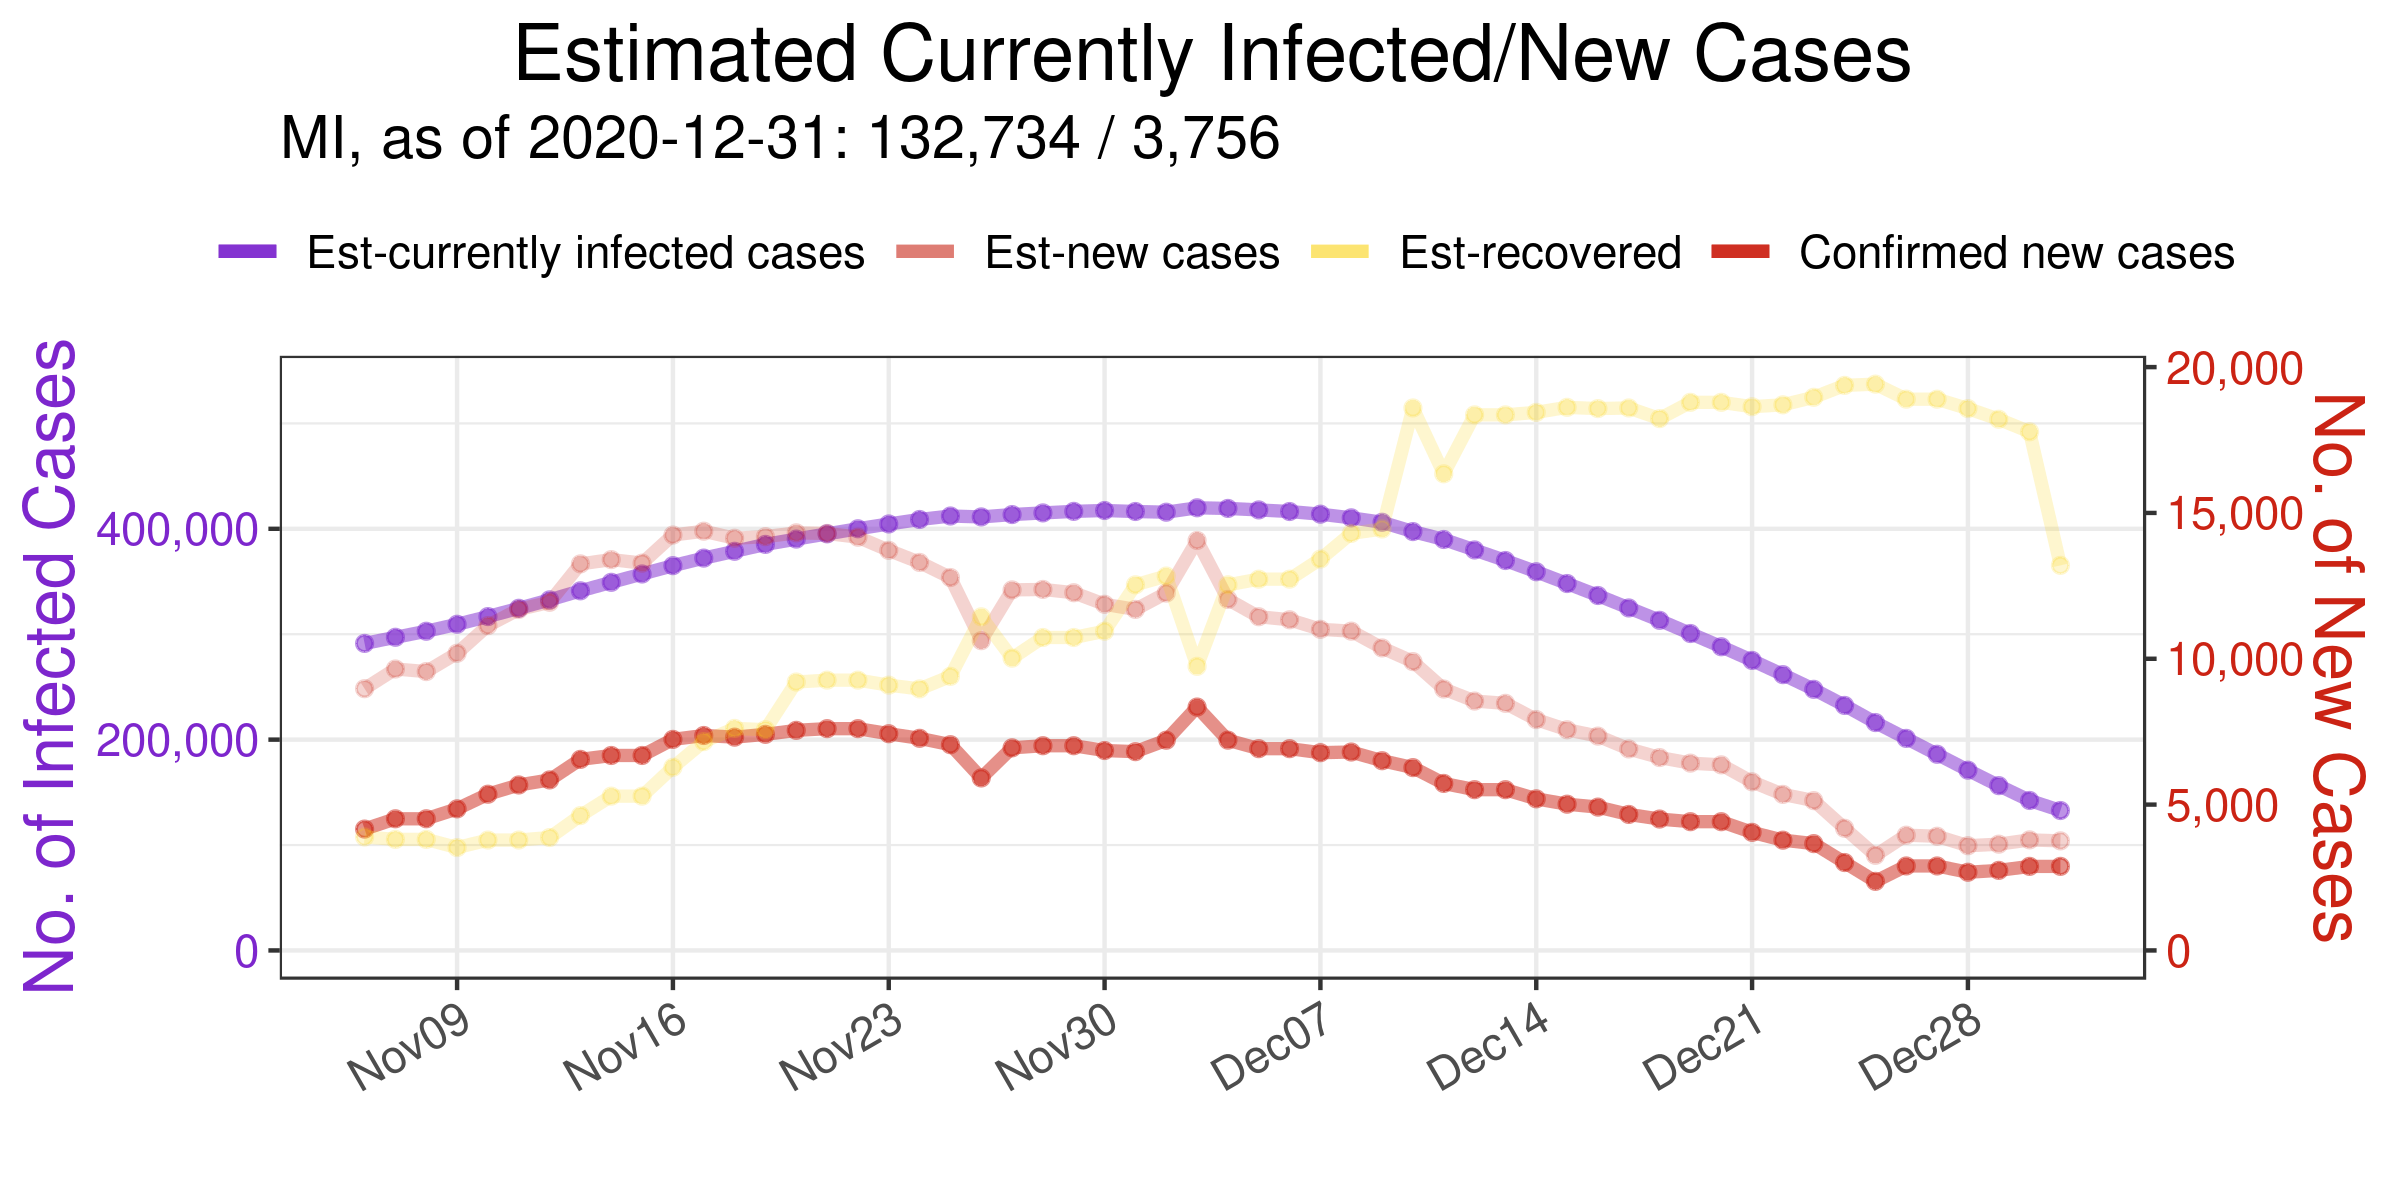 Estimated Currently Infected/New Cases
MI, as of 2020-12-31: 132,734 / 3,756
Est-currently infected cases Est-new cases Est-recovered Confirmed new cases
No. of Infected Cases
400,000
200,000
0
20,000
15,000
10,000
5,000
0
No. of New Cases
Nov09 Nov16 Nov23 Nov30 Dec07 Dec14 Dec21 Dec28